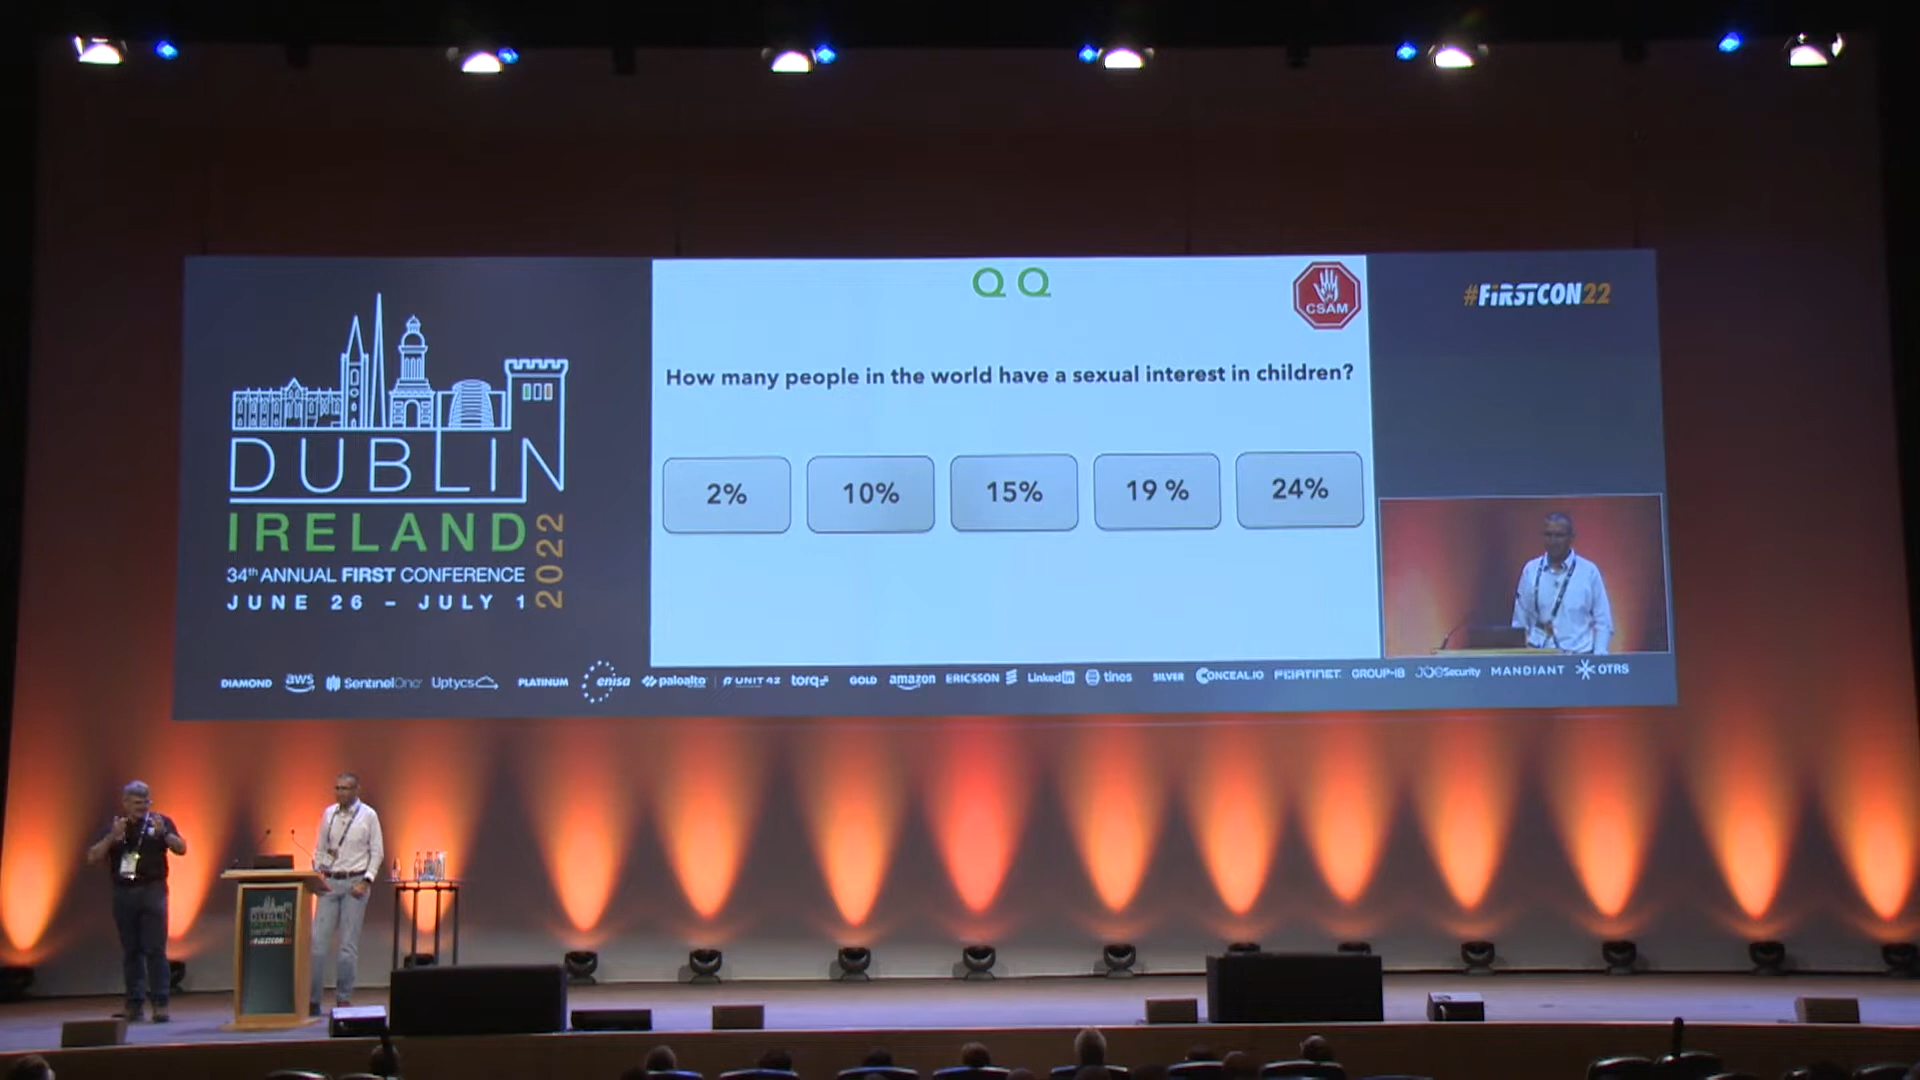 DUBLIN
IRELAND
2022
34th ANNUAL FIRST CONFERENCE
JUNE 26 – JULY 1
Q Q
CSAM
How many people in the world have a sexual interest in children?
2%
10%
15%
19 %
24%
#FIRSTCON22
DIAMOND aws SentinelOne Uptycs PLATINUM enisa paloalto UNIT 42 torq GOLD amazon ERICSSON LinkedIn tines SILVER CONCEAL.IO FORTINET GROUP-IB JOeSecurity MANDIANT OTRS
DUBLIN
IRELAND